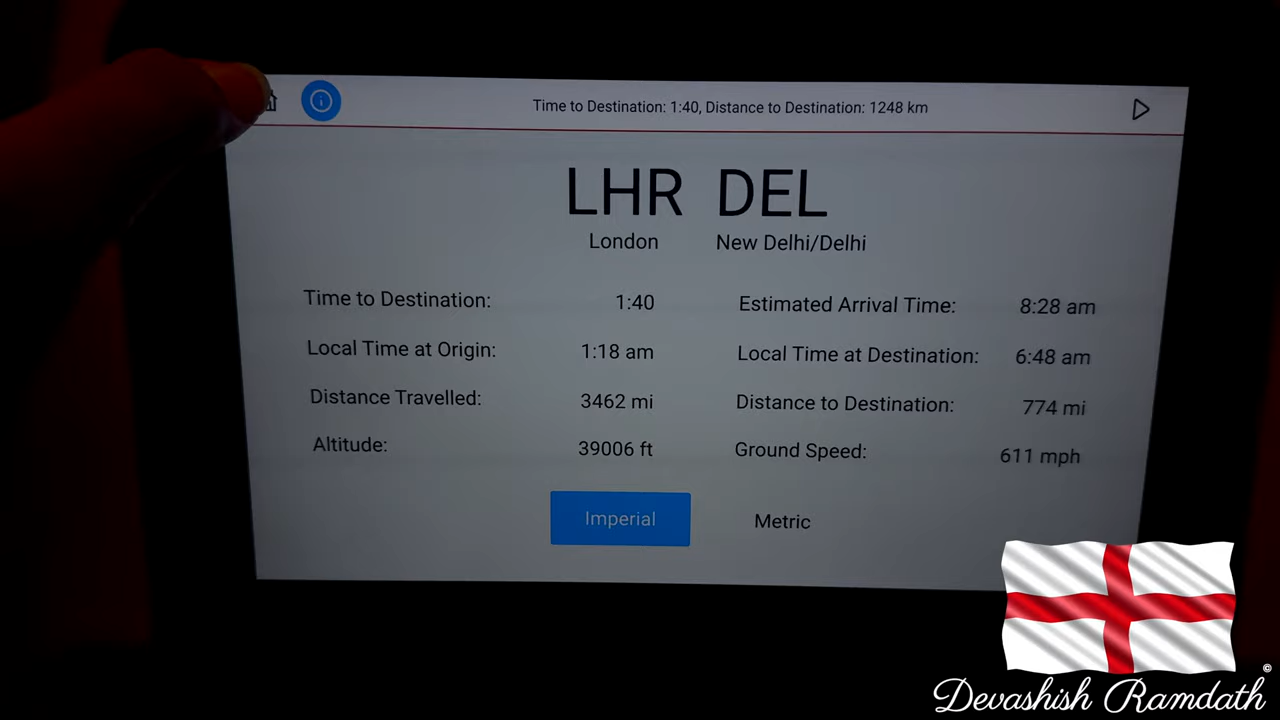 Time to Destination: 1:40, Distance to Destination: 1248 km
LHR DEL
London New Delhi/Delhi
Time to Destination: 1:40 Estimated Arrival Time: 8:28 am
Local Time at Origin: 1:18 am Local Time at Destination: 6:48 am
Distance Travelled: 3462 mi Distance to Destination: 774 mi
Altitude: 39006 ft Ground Speed: 611 mph
Imperial Metric
©
Devashish Ramdath